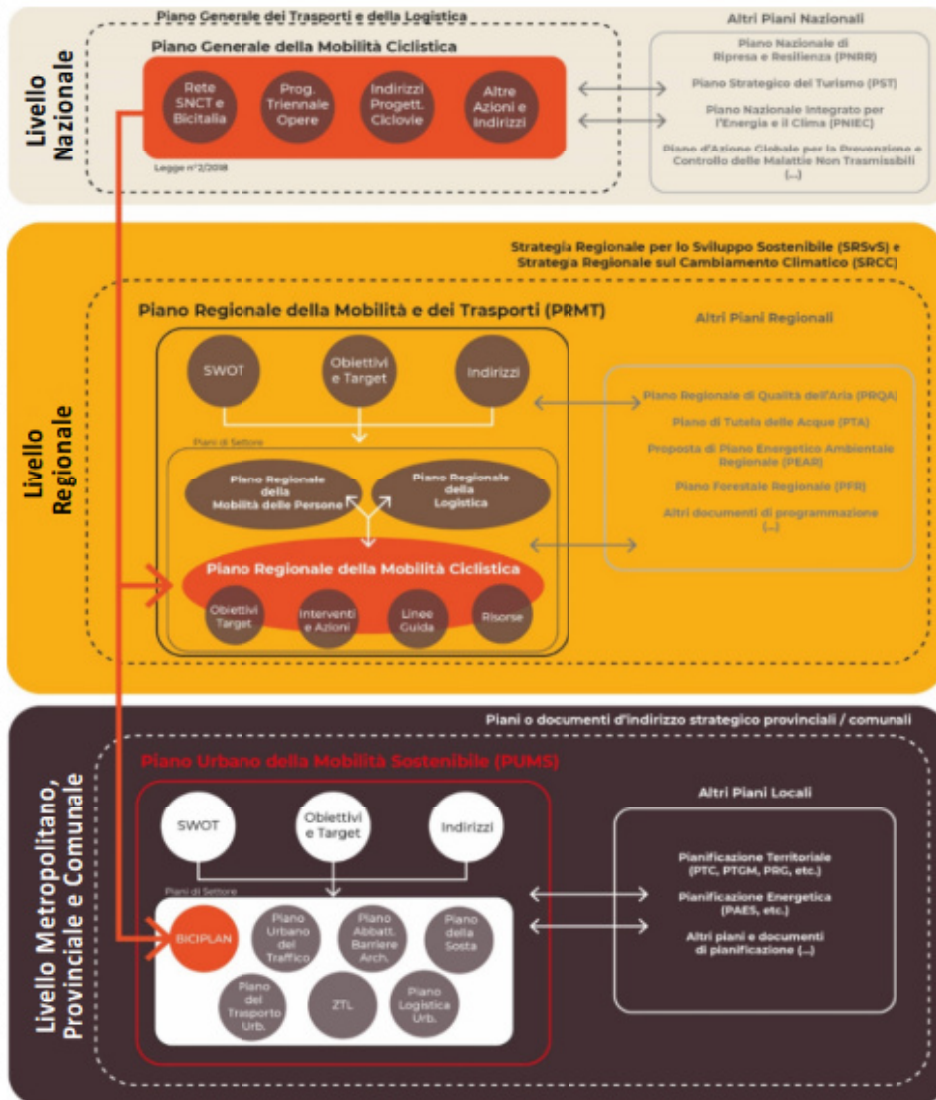 Livello
Nazionale
Piano Generale dei Trasporti e della Logistica
Piano Generale della Mobilità Ciclistica
Rete
SNCT e
Bicitalia
Prog.
Triennale
Opere
Indirizzi
Progett.
Ciclovie
Altre
Azioni e
Indirizzi
Legge n°2/2018
Altri Piani Nazionali
Piano Nazionale di
Ripresa e Resilienza (PNRR)
Piano Strategico del Turismo (PST)
Piano Nazionale Integrato per
l'Energia e il Clima (PNIEC)
Piano d'Azione Globale per la Prevenzione e
Controllo delle Malattie Non Trasmissibili
(...)
Livello
Regionale
Strategia Regionale per lo Sviluppo Sostenibile (SRSvS) e
Strategia Regionale sul Cambiamento Climatico (SRCC)
Piano Regionale della Mobilità e dei Trasporti (PRMT)
SWOT
Obiettivi
e Target
Indirizzi
Piani di Settore
Piano Regionale
della
Mobilità delle Persone
Piano Regionale
della
Logistica
Piano Regionale della Mobilità Ciclistica
Obiettivi
Target
Interventi
e Azioni
Linee
Guida
Risorse
Altri Piani Regionali
Piano Regionale di Qualità dell'Aria (PRQA)
Piano di Tutela delle Acque (PTA)
Proposta di Piano Energetico Ambientale
Regionale (PEAR)
Piano Forestale Regionale (PFR)
Altri documenti di programmazione
(...)
Livello Metropolitano,
Provinciale e Comunale
Piani o documenti d'indirizzo strategico provinciali / comunali
Piano Urbano della Mobilità Sostenibile (PUMS)
SWOT
Obiettivi
e Target
Indirizzi
Piani di Settore
BICIPLAN
Piano
Urbano
del
Traffico
Piano
Abbatt.
Barriere
Arch.
Piano
della
Sosta
Piano
del
Trasporto
Urb.
ZTL
Piano
Logistica
Urb.
Altri Piani Locali
Pianificazione Territoriale
(PTC, PTGM, PRG, etc.)
Pianificazione Energetica
(PAES, etc.)
Altri piani e documenti
di pianificazione (...)